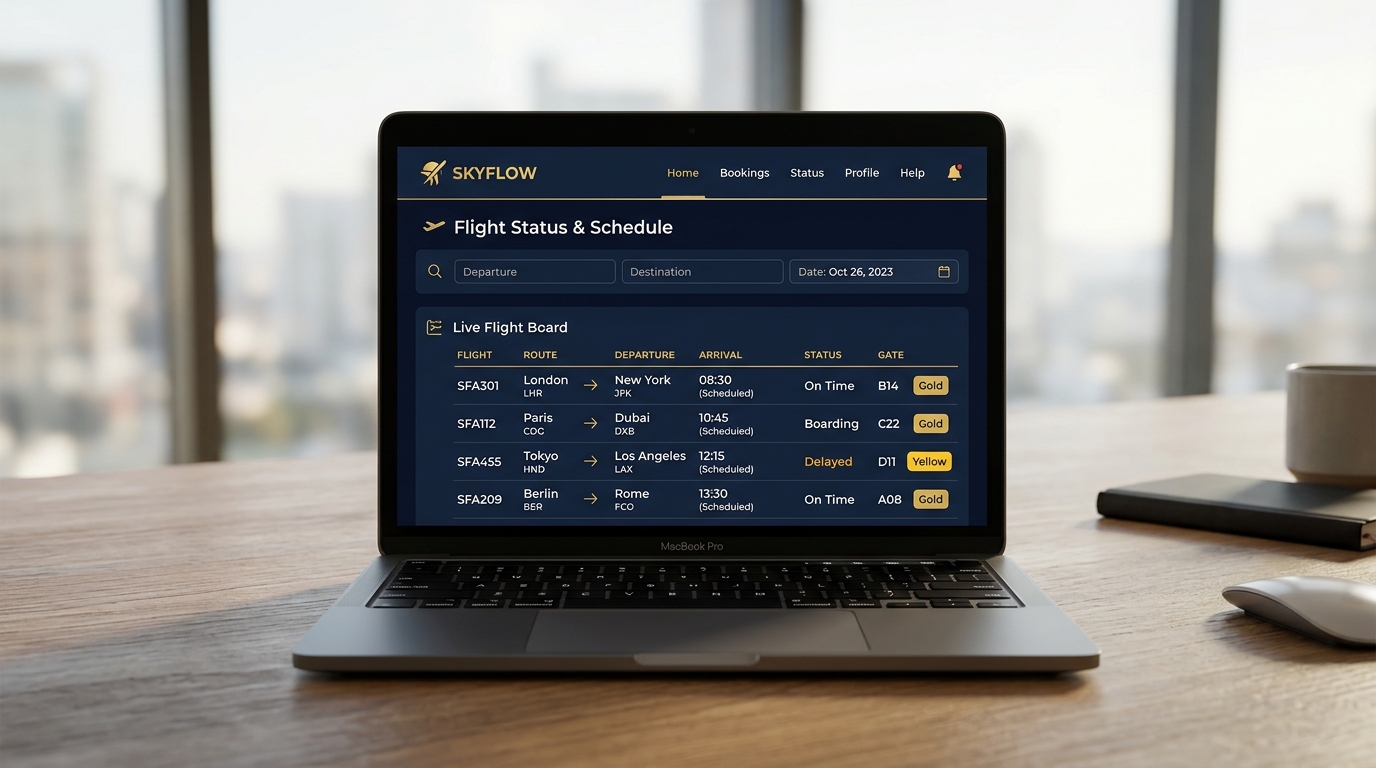 SKYFLOW
Home Bookings Status Profile Help
Flight Status & Schedule
Departure Destination Date: Oct 26, 2023
Live Flight Board
FLIGHT ROUTE DEPARTURE ARRIVAL STATUS GATE
SFA301 London → New York 08:30 On Time B14 Gold
LHR JPK (Scheduled)
SFA112 Paris → Dubai 10:45 Boarding C22 Gold
CDG DXB (Scheduled)
SFA455 Tokyo → Los Angeles 12:15 Delayed D11 Yellow
HND LAX (Scheduled)
SFA209 Berlin → Rome 13:30 On Time A08 Gold
BER FCO (Scheduled)
MacBook Pro